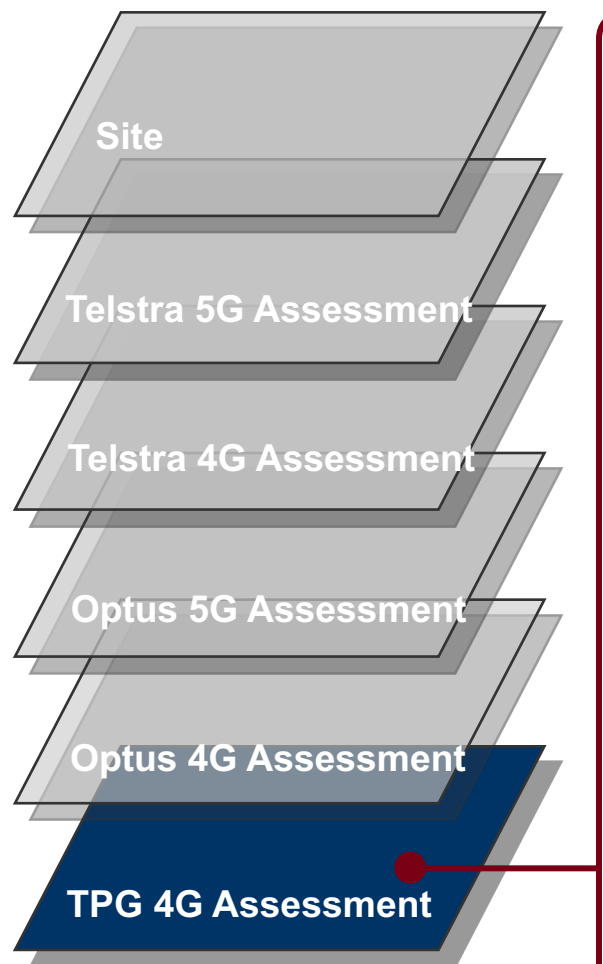 Site
Telstra 5G Assessment
Telstra 4G Assessment
Optus 5G Assessment
Optus 4G Assessment
TPG 4G Assessment